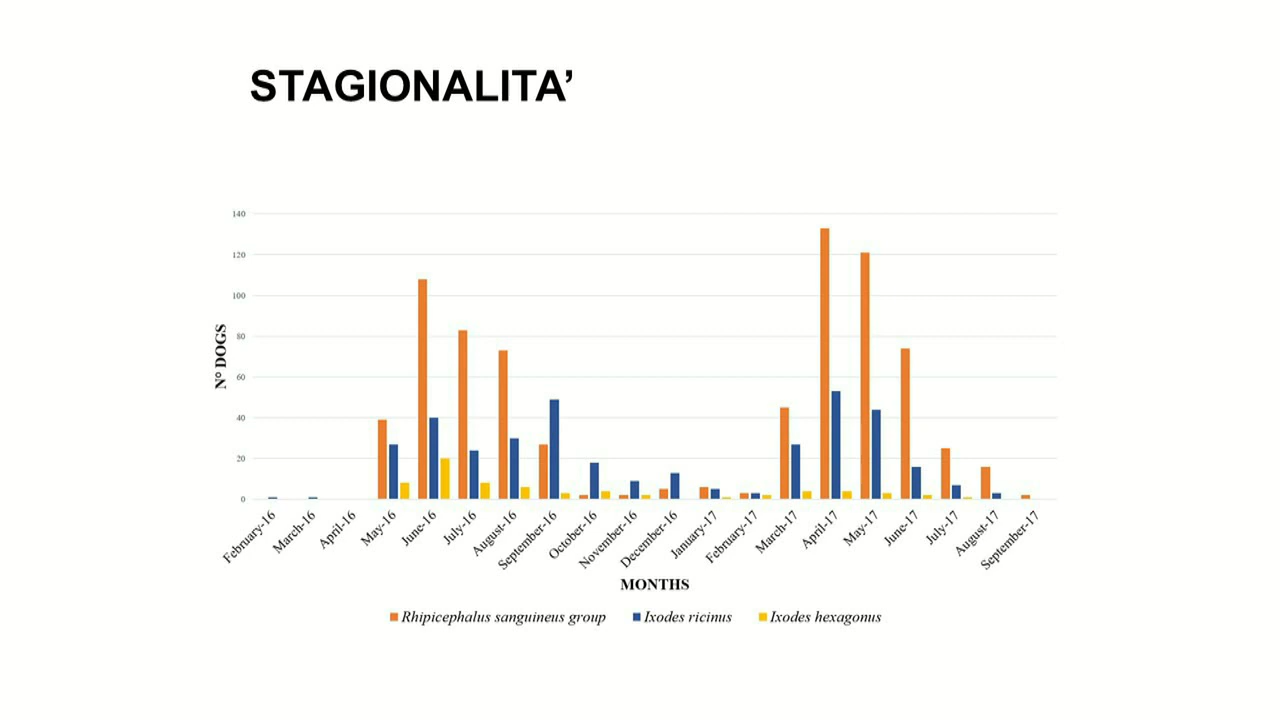 STAGIONALITA’
140
120
100
80
60
40
20
0
N° DOGS
February-16
March-16
April-16
May-16
June-16
July-16
August-16
September-16
October-16
November-16
December-16
January-17
February-17
March-17
April-17
May-17
June-17
July-17
August-17
September-17
MONTHS
Rhipicephalus sanguineus group Ixodes ricinus Ixodes hexagonus